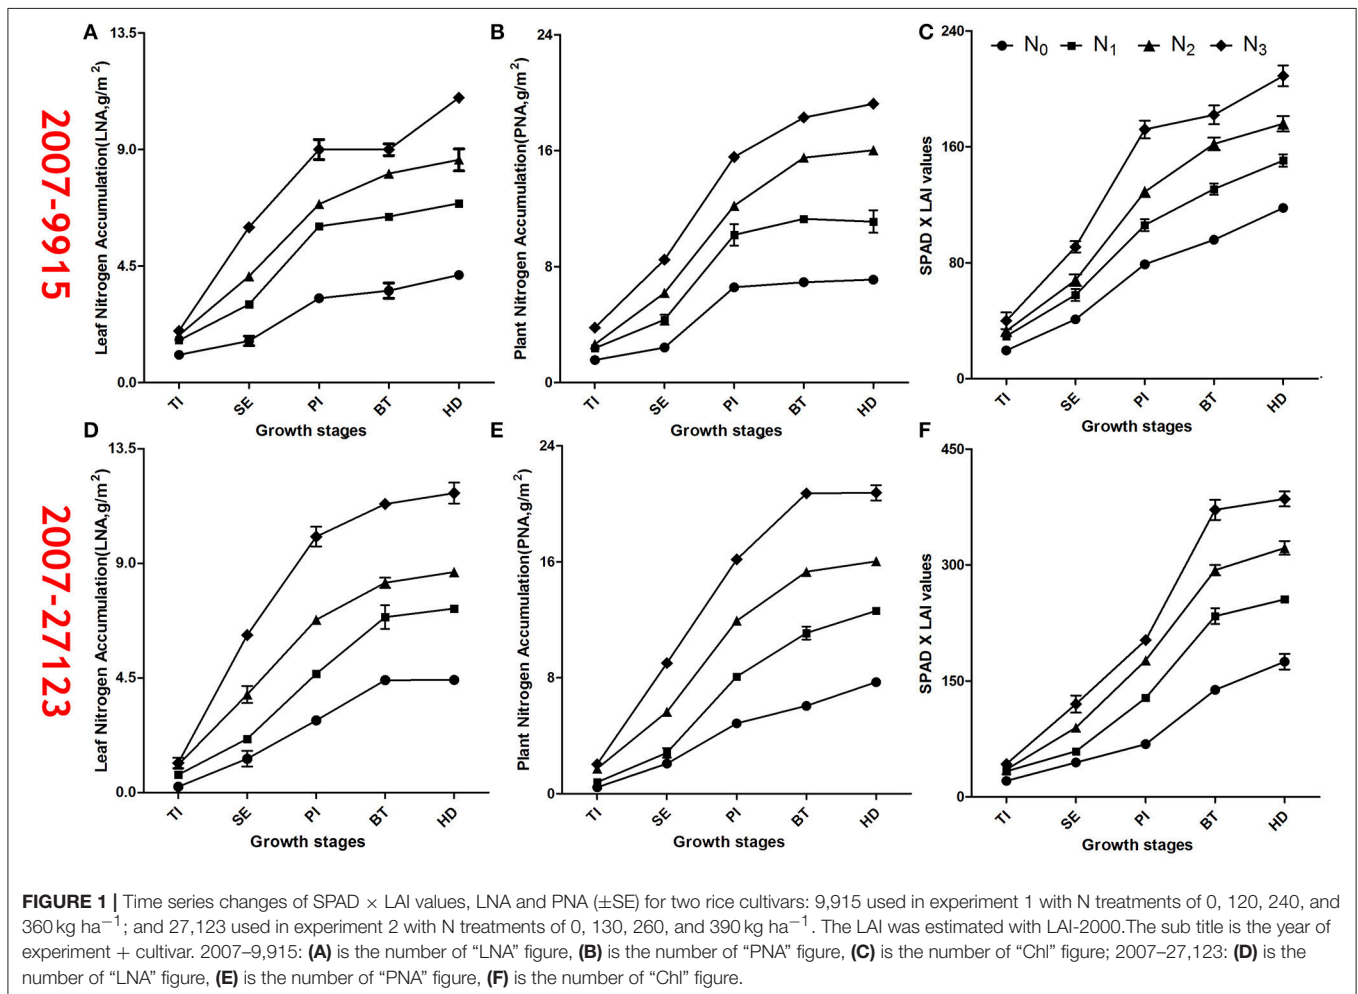 A
13.5
9.0
4.5
0.0
Leaf Nitrogen Accumulation(LNA,g/m²)
TI
SE
PI
BT
HD
Growth stages
2007-9915
B
24
16
8
0
Plant Nitrogen Accumulation(PNA,g/m²)
TI
SE
PI
BT
HD
Growth stages
C
240
160
80
0
SPAD X LAI values
N₀ N₁ N₂ N₃
TI
SE
PI
BT
HD
Growth stages
D
13.5
9.0
4.5
0.0
Leaf Nitrogen Accumulation(LNA,g/m²)
TI
SE
PI
BT
HD
Growth stages
2007-27123
E
24
16
8
0
Plant Nitrogen Accumulation(PNA,g/m²)
TI
SE
PI
BT
HD
Growth stages
F
450
300
150
0
SPAD X LAI values
TI
SE
PI
BT
HD
Growth stages
FIGURE 1 | Time series changes of SPAD × LAI values, LNA and PNA (±SE) for two rice cultivars: 9,915 used in experiment 1 with N treatments of 0, 120, 240, and
360 kg ha⁻¹; and 27,123 used in experiment 2 with N treatments of 0, 130, 260, and 390 kg ha⁻¹. The LAI was estimated with LAI-2000.The sub title is the year of
experiment + cultivar. 2007–9,915: (A) is the number of “LNA” figure, (B) is the number of “PNA” figure, (C) is the number of “Chl” figure; 2007–27,123: (D) is the
number of “LNA” figure, (E) is the number of “PNA” figure, (F) is the number of “Chl” figure.